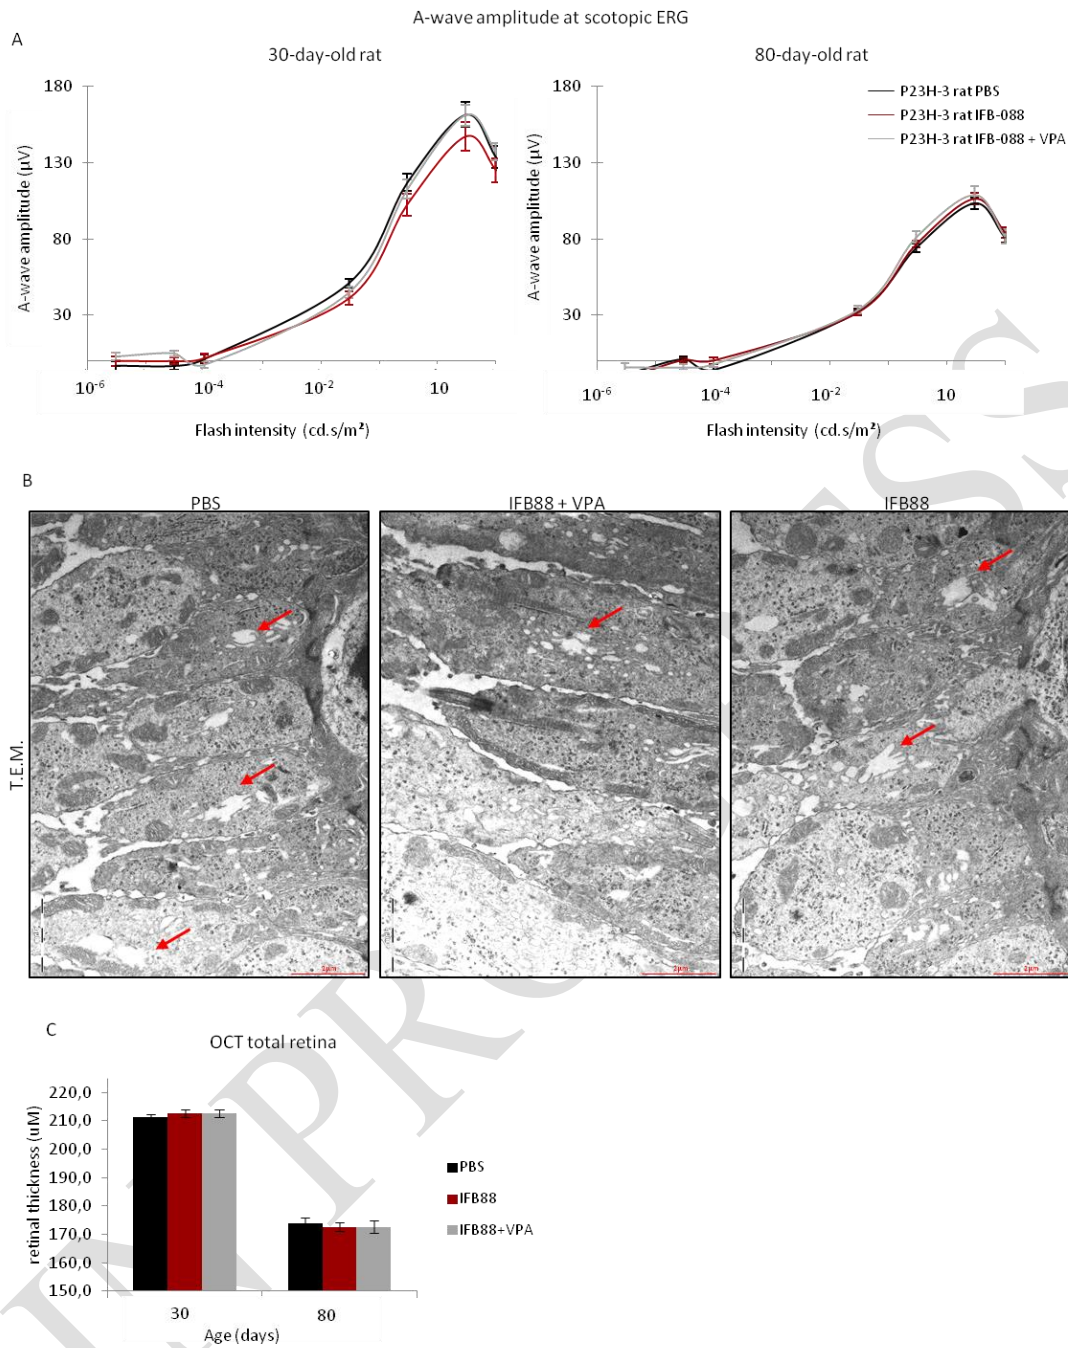 A-wave amplitude at scotopic ERG
A
30-day-old rat
80-day-old rat
180
130
80
30
A-wave amplitude (µV)
10⁻⁶
10⁻⁴
10⁻²
10
Flash intensity (cd.s/m²)
180
130
80
30
A-wave amplitude (µV)
10⁻⁶
10⁻⁴
10⁻²
10
Flash intensity (cd.s/m²)
P23H-3 rat PBS
P23H-3 rat IFB-088
P23H-3 rat IFB-088 + VPA
B
PBS
IFB88 + VPA
IFB88
T.E.M.
2µm
2µm
2µm
C
OCT total retina
220,0
210,0
200,0
190,0
180,0
170,0
160,0
150,0
retinal thickness (uM)
30
80
Age (days)
PBS
IFB88
IFB88+VPA
IN PROCESS